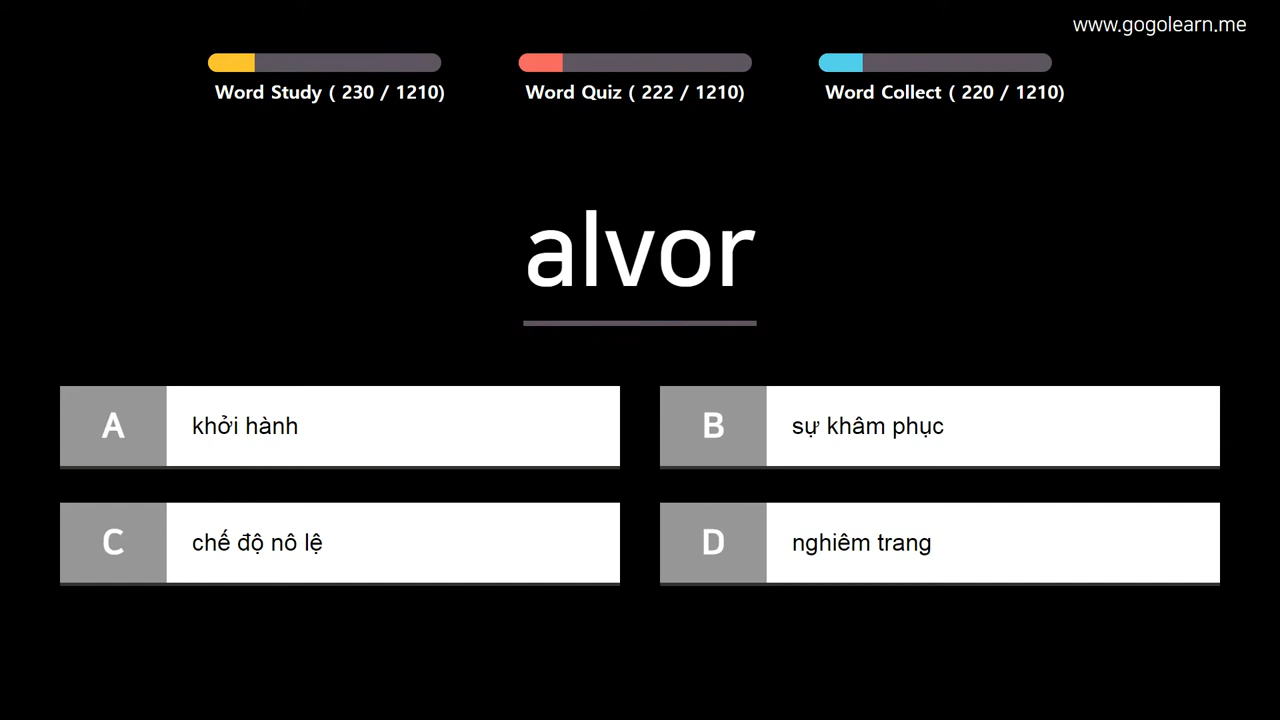 www.gogolearn.me
Word Study ( 230 / 1210)
Word Quiz ( 222 / 1210)
Word Collect ( 220 / 1210)
alvor
A khởi hành
B sự khâm phục
C chế độ nô lệ
D nghiêm trang